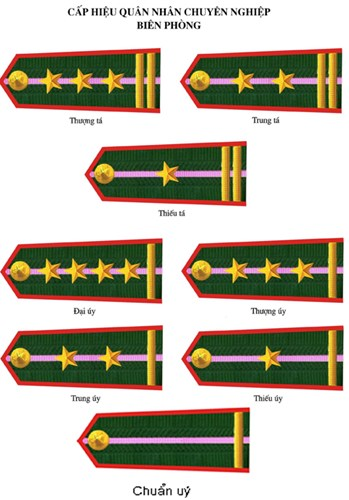 CẤP HIỆU QUÂN NHÂN CHUYÊN NGHIỆP
BIÊN PHÒNG
Thượng tá
Trung tá
Thiếu tá
Đại úy
Thượng úy
Trung úy
Thiếu úy
Chuẩn uý